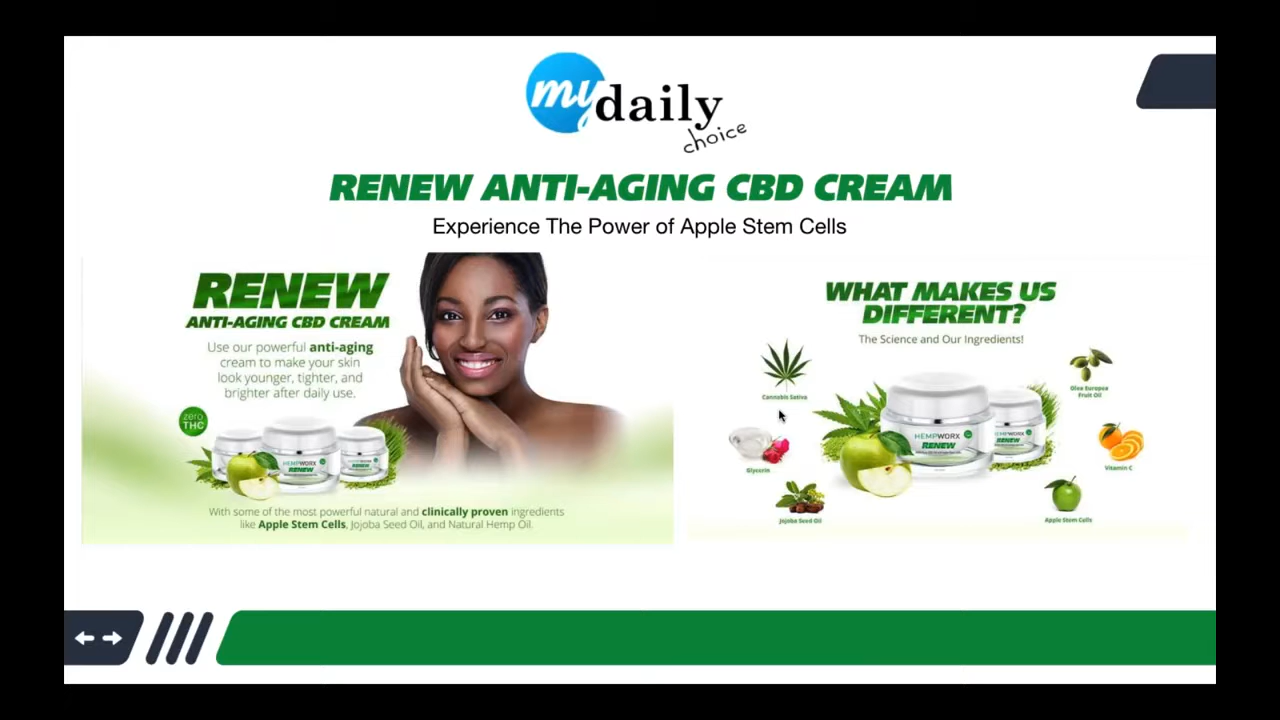 my daily
choice
RENEW ANTI-AGING CBD CREAM
Experience The Power of Apple Stem Cells
RENEW
ANTI-AGING CBD CREAM
Use our powerful anti-aging
cream to make your skin
look younger, tighter, and
brighter after daily use.
zero
THC
HEMPWORX
RENEW
RENEW
With some of the most powerful natural and clinically proven ingredients
like Apple Stem Cells, Jojoba Seed Oil, and Natural Hemp Oil.
WHAT MAKES US
DIFFERENT?
The Science and Our Ingredients!
Cannabis Sativa
Olea Europea
Fruit Oil
HEMPWORX
RENEW
RENEW
Glycerin
Vitamin C
Jojoba Seed Oil
Apple Stem Cells